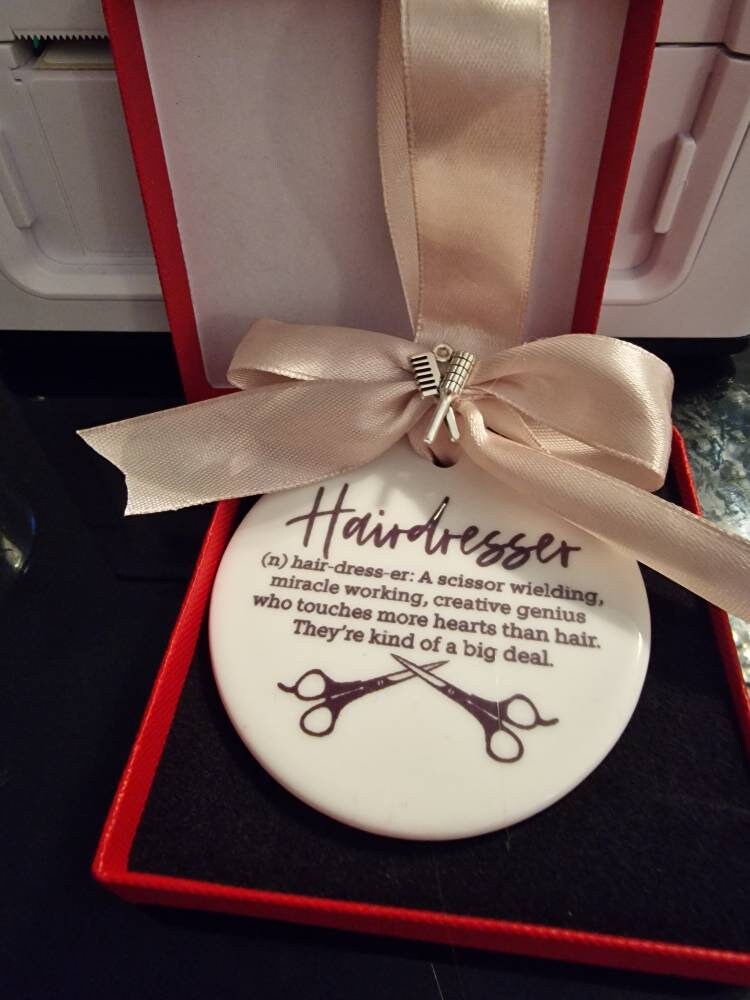 Hairdresser
(n) hair-dress-er: A scissor wielding,
miracle working, creative genius
who touches more hearts than hair.
They're kind of a big deal.